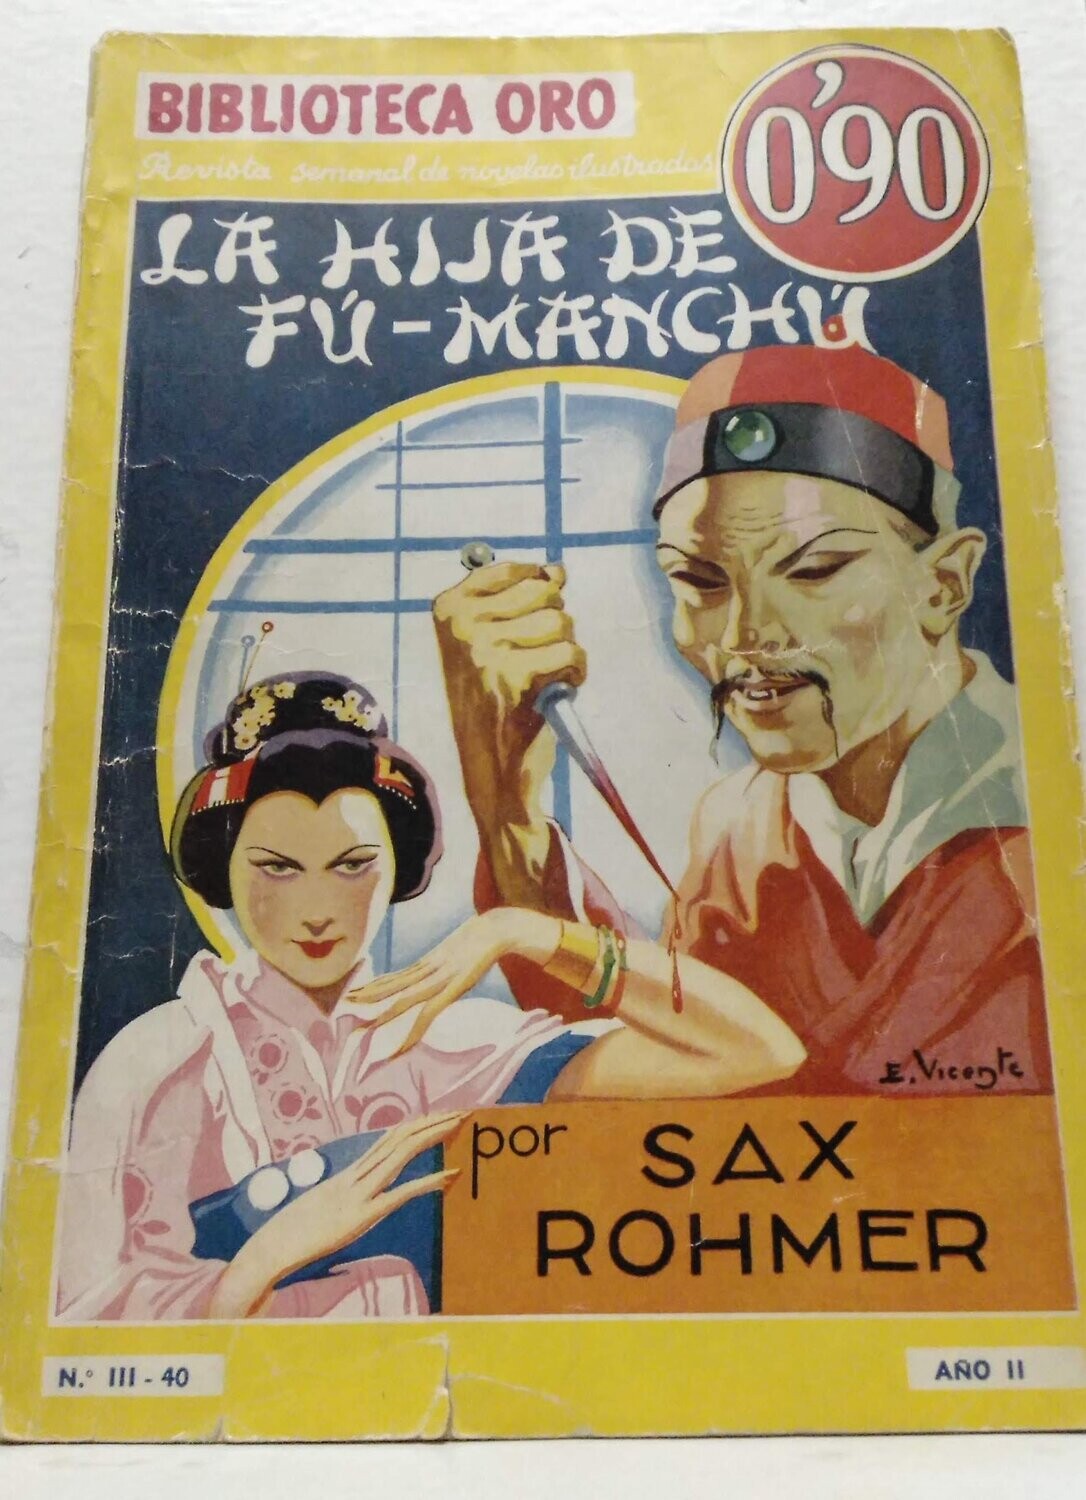 BIBLIOTECA ORO
Revista semanal de novelas ilustradas
0'90
LA HIJA DE
FÚ-MANCHÚ
E. Vicente
por SAX
ROHMER
N.º III - 40
AÑO II